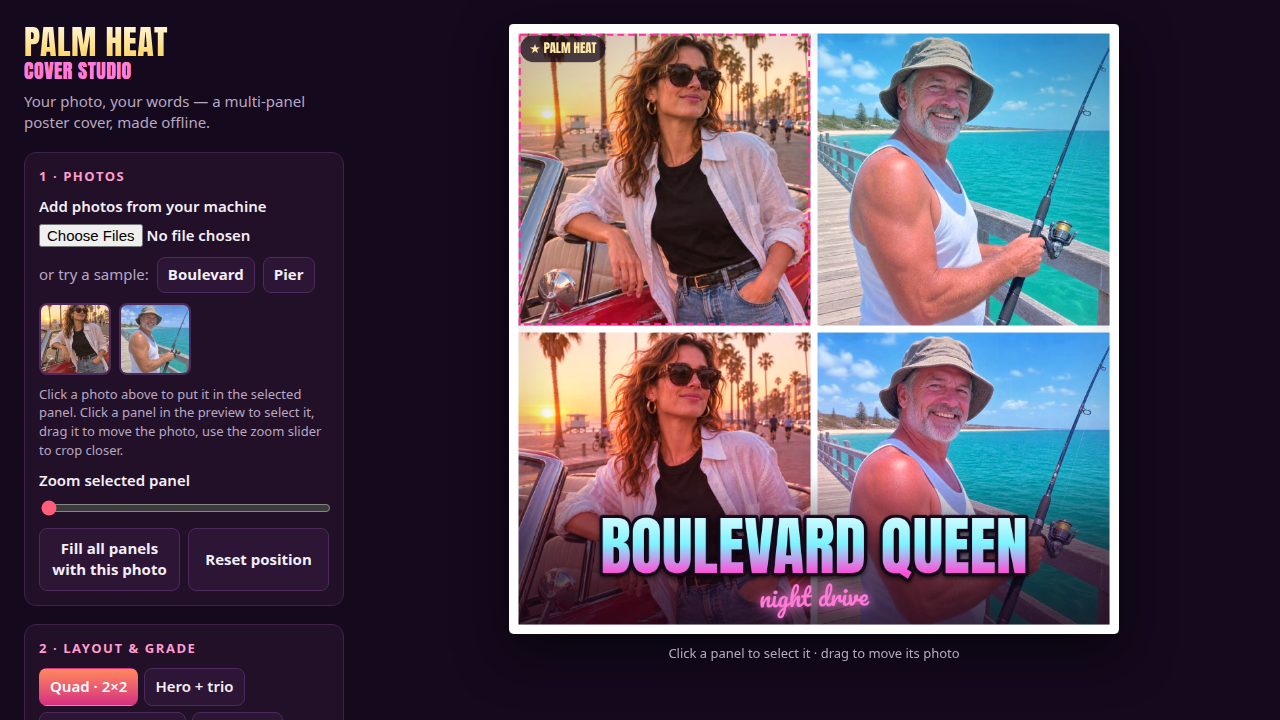 PALM HEAT
COVER STUDIO
Your photo, your words — a multi-panel
poster cover, made offline.
1 · PHOTOS
Add photos from your machine
Choose Files No file chosen
or try a sample: Boulevard Pier
Click a photo above to put it in the selected
panel. Click a panel in the preview to select it,
drag it to move the photo, use the zoom slider
to crop closer.
Zoom selected panel
Fill all panels
with this photo
Reset position
2 · LAYOUT & GRADE
Quad · 2×2 Hero + trio
★ PALM HEAT
BOULEVARD QUEEN
night drive
Click a panel to select it · drag to move its photo